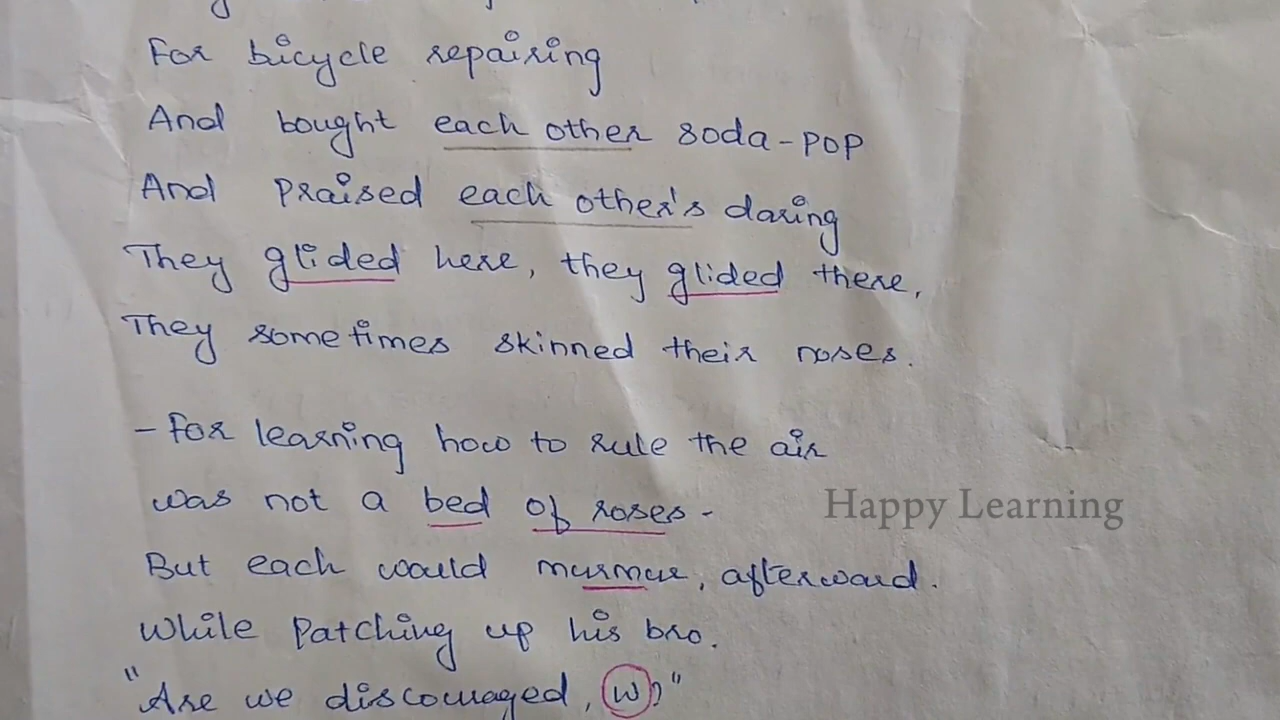 For bicycle repairing
And bought each other soda-pop
And praised each other's daring
They glided here, they glided there,
They sometimes skinned their noses.
- For learning how to rule the air
was not a bed of roses -
Happy Learning
But each would murmur, afterward.
While patching up his bro.
"Are we discouraged, W?"